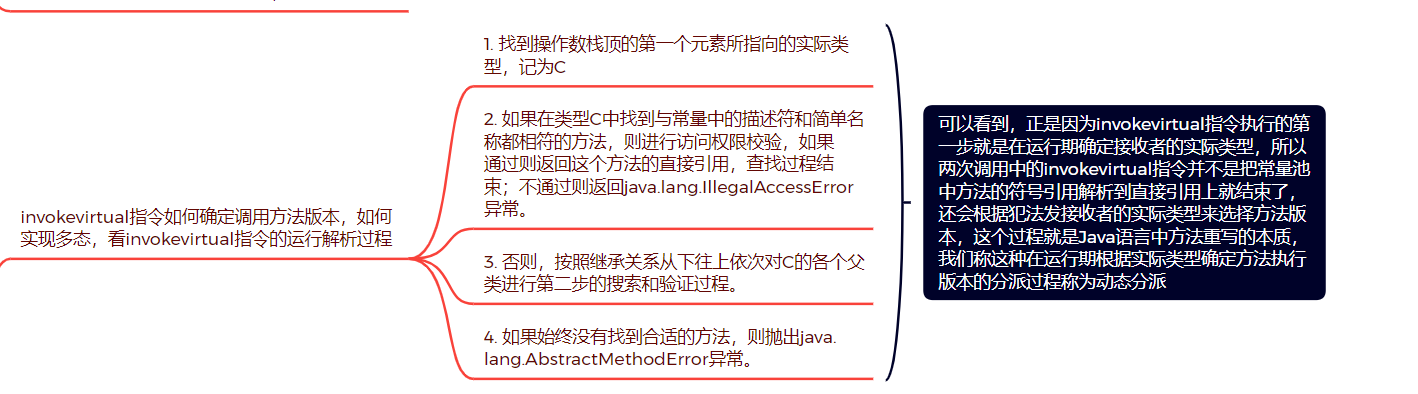 invokevirtual指令如何确定调用方法版本，如何
实现多态，看invokevirtual指令的运行解析过程
1. 找到操作数栈顶的第一个元素所指向的实际类
型，记为C
2. 如果在类型C中找到与常量中的描述符和简单名
称都相符的方法，则进行访问权限校验，如果
通过则返回这个方法的直接引用，查找过程结
束；不通过则返回java.lang.IllegalAccessError
异常。
3. 否则，按照继承关系从下往上依次对C的各个父
类进行第二步的搜索和验证过程。
4. 如果始终没有找到合适的方法，则抛出java.
lang.AbstractMethodError异常。
可以看到，正是因为invokevirtual指令执行的第
一步就是在运行期确定接收者的实际类型，所以
两次调用中的invokevirtual指令并不是把常量池
中方法的符号引用解析到直接引用上就结束了，
还会根据犯法发接收者的实际类型来选择方法版
本，这个过程就是Java语言中方法重写的本质，
我们称这种在运行期根据实际类型确定方法执行
版本的分派过程称为动态分派